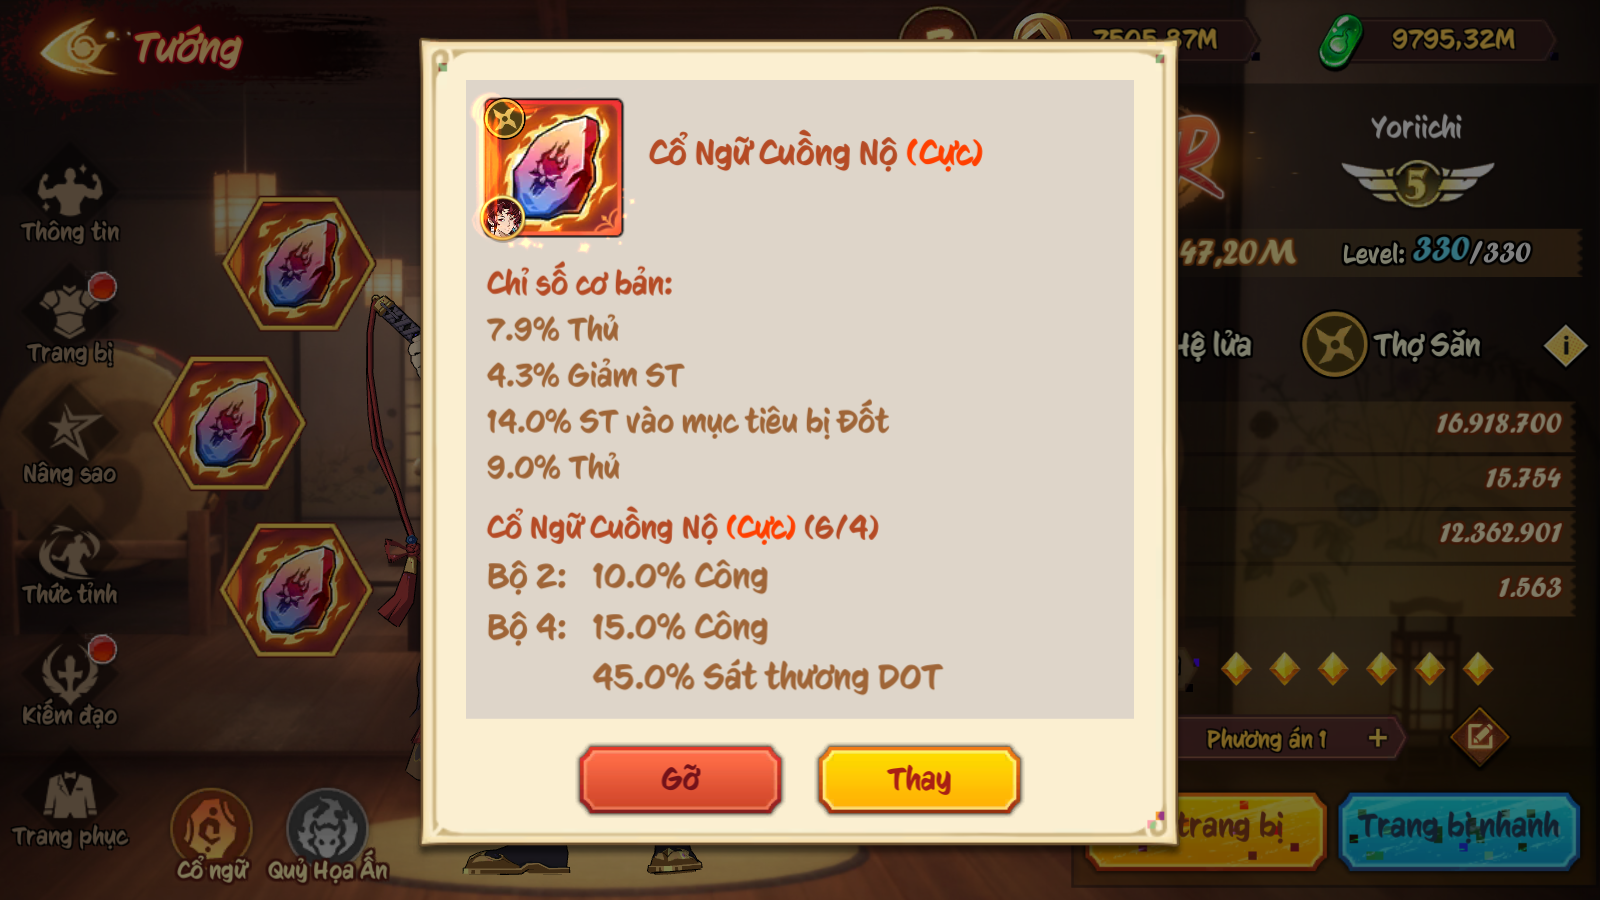 Tướng
9795,32M
Cổ Ngữ Cuồng Nộ (Cực)
Yoriichi
5
Thông tin
47,20M
Level: 330/330
Chỉ số cơ bản:
7.9% Thủ
Hệ lửa
Thợ Săn
Trang bị
4.3% Giảm ST
14.0% ST vào mục tiêu bị Đốt
16.918.700
Nâng sao
9.0% Thủ
15.754
Cổ Ngữ Cuồng Nộ (Cực) (6/4)
12.362.901
Thức tỉnh
Bộ 2: 10.0% Công
1.563
Bộ 4: 15.0% Công
45.0% Sát thương DOT
Kiếm đạo
Phương án 1 +
Gỡ
Thay
Trang phục
trang bị
Trang bị nhanh
Cổ ngữ
Quỷ Họa Ấn